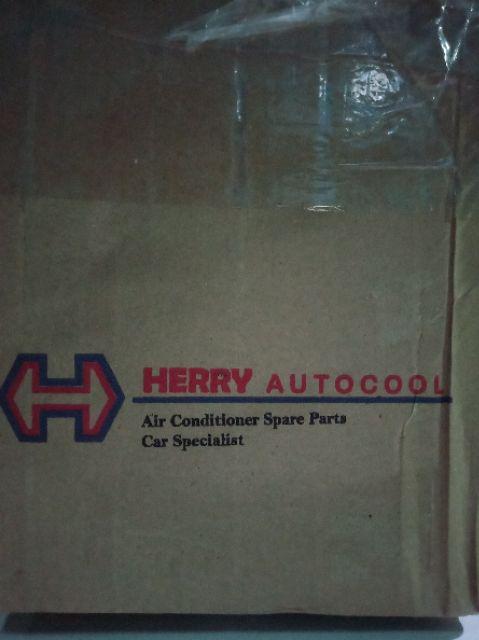 HERRY AUTOCOOL
Air Conditioner Spare Parts
Car Specialist